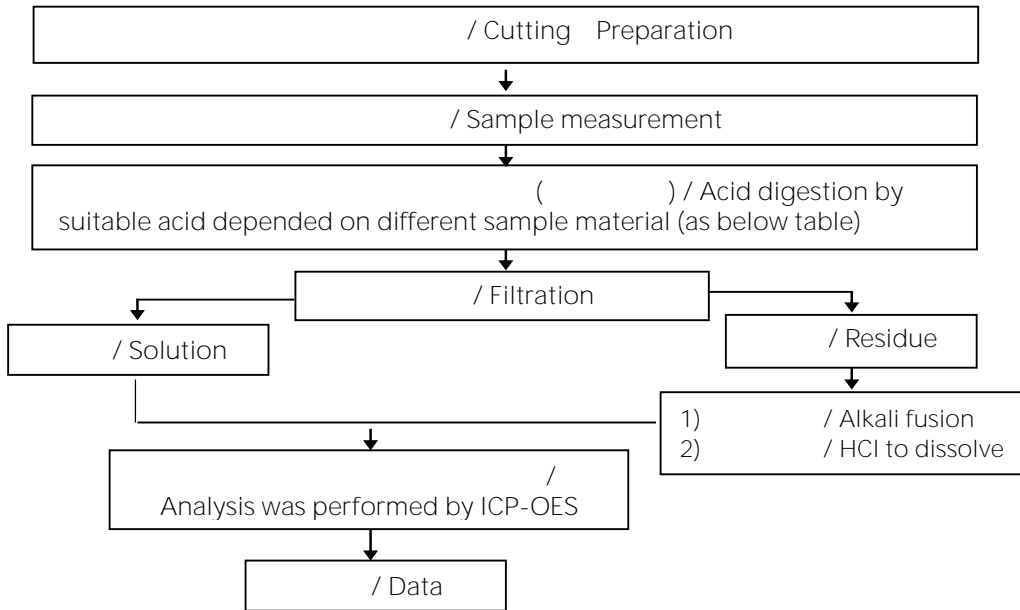 / Cutting Preparation
/ Sample measurement
( ) / Acid digestion by
suitable acid depended on different sample material (as below table)
/ Filtration
/ Solution
/ Residue
1) / Alkali fusion
2) / HCl to dissolve
/
Analysis was performed by ICP-OES
/ Data